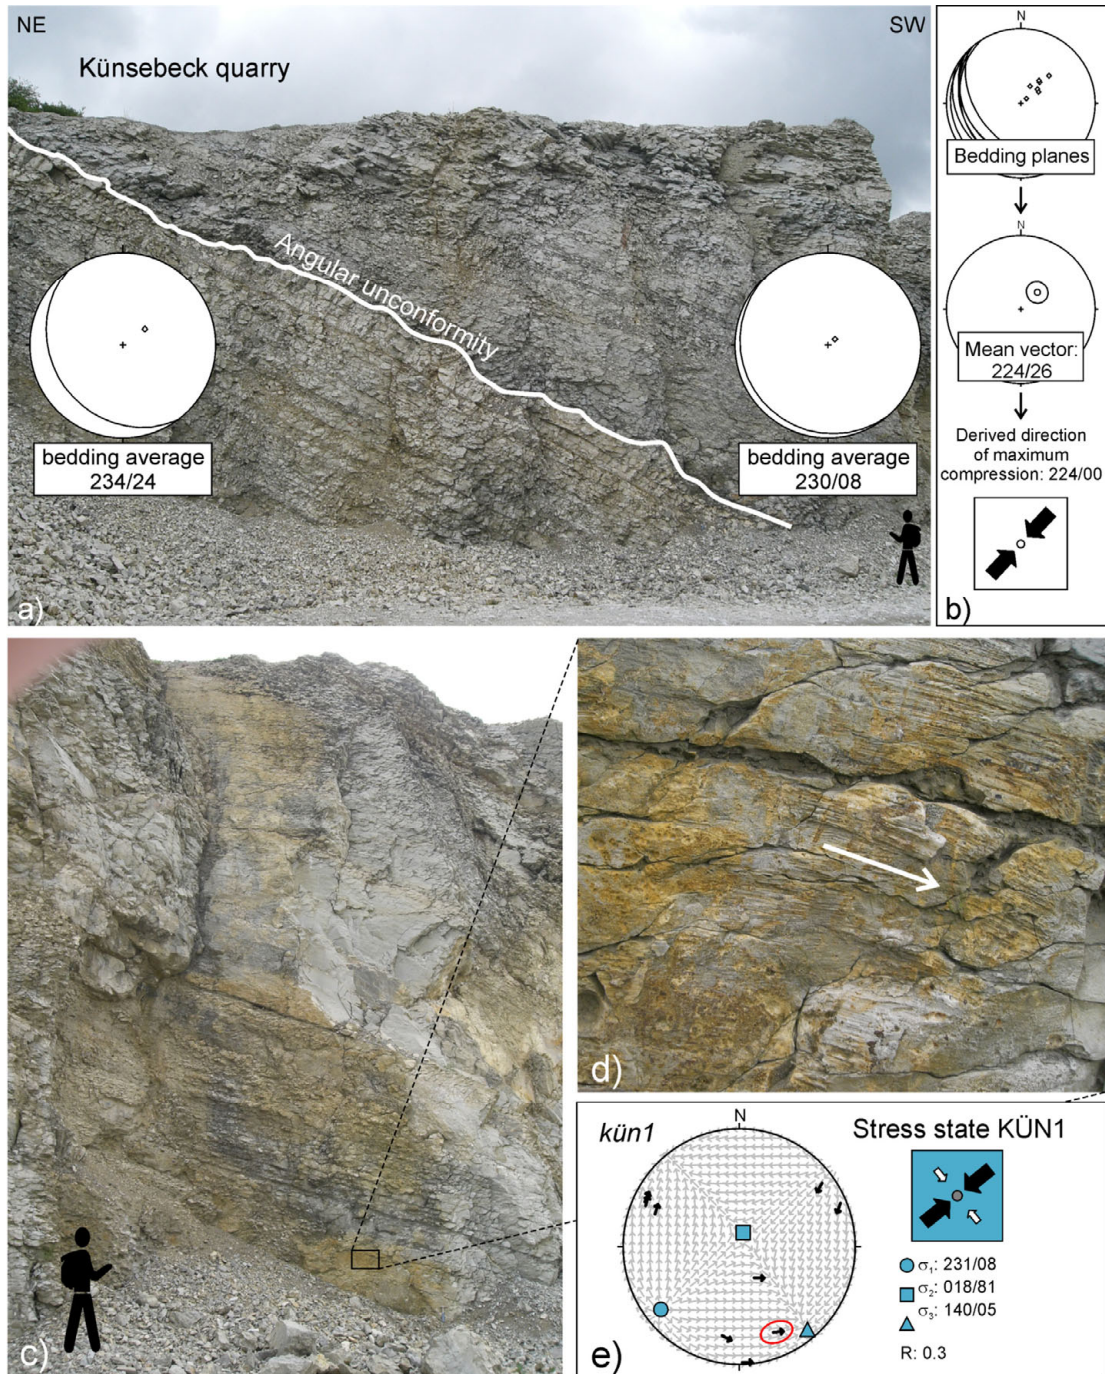 NE
SW
Künsebeck quarry
Angular unconformity
bedding average
234/24
bedding average
230/08
a)
N
Bedding planes
N
Mean vector:
224/26
Derived direction
of maximum
compression: 224/00
b)
c)
d)
kün1
N
Stress state KÜN1
σ1: 231/08
σ2: 018/81
σ3: 140/05
R: 0.3
e)